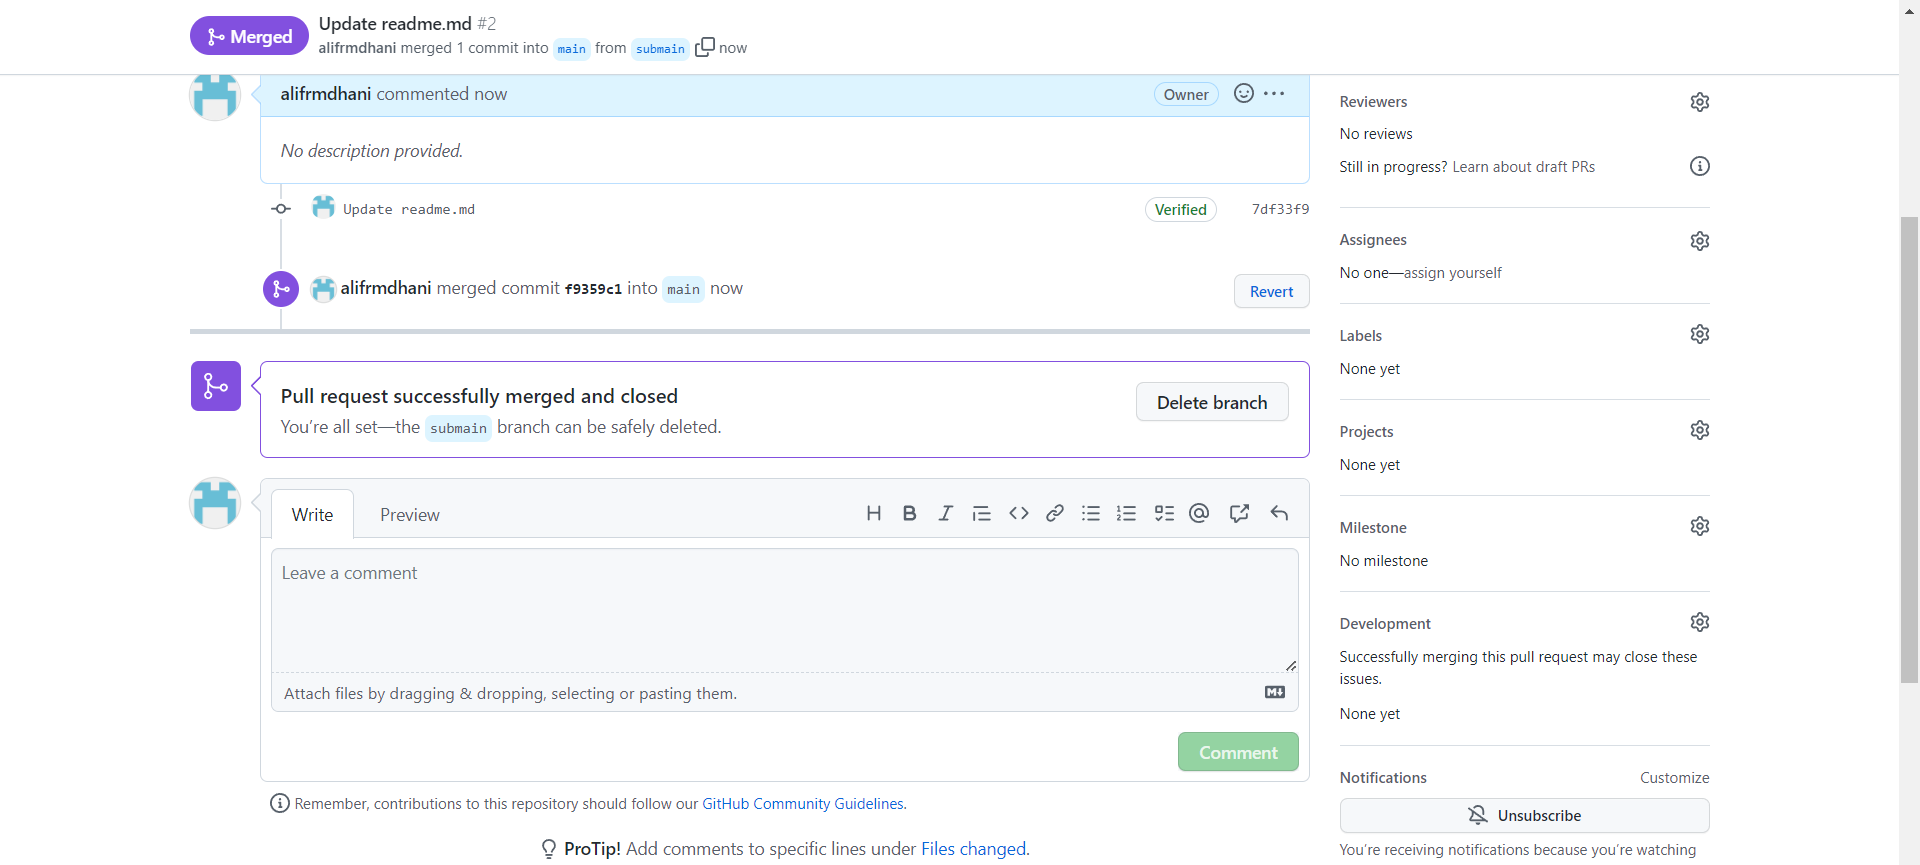 Merged
Update readme.md #2
alifrmdhani merged 1 commit into main from submain now
alifrmdhani commented now
Owner
No description provided.
Update readme.md
Verified
7df33f9
alifrmdhani merged commit f9359c1 into main now
Revert
Pull request successfully merged and closed
You’re all set—the submain branch can be safely deleted.
Delete branch
Write
Preview
Leave a comment
Attach files by dragging & dropping, selecting or pasting them.
Comment
Remember, contributions to this repository should follow our GitHub Community Guidelines.
ProTip! Add comments to specific lines under Files changed.
Reviewers
No reviews
Still in progress? Learn about draft PRs
Assignees
No one—assign yourself
Labels
None yet
Projects
None yet
Milestone
No milestone
Development
Successfully merging this pull request may close these
issues.
None yet
Notifications
Customize
Unsubscribe
You’re receiving notifications because you’re watching